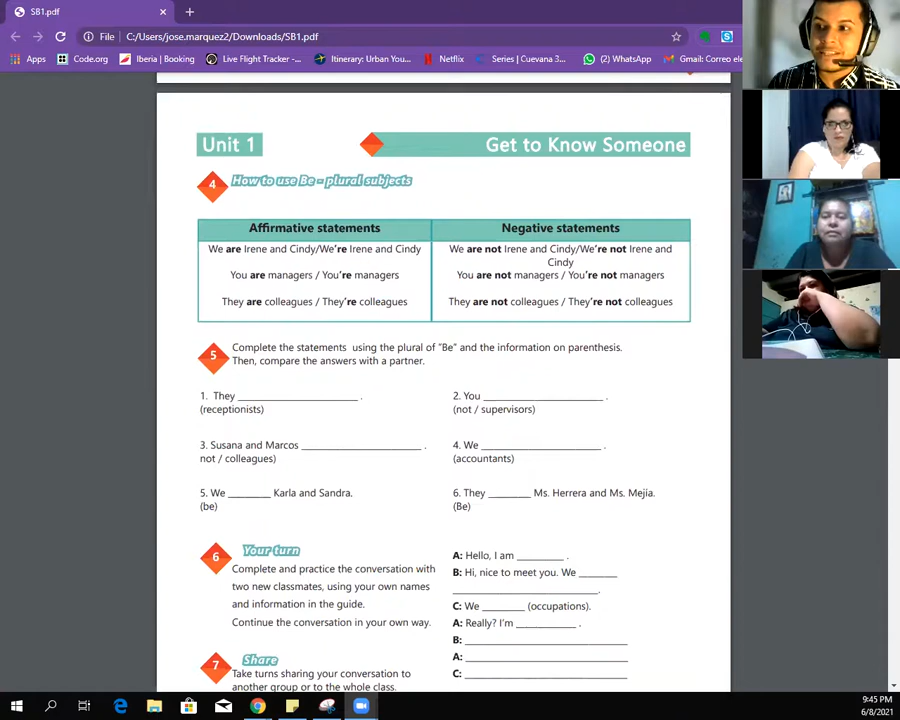 SB1.pdf
File C:/Users/jose.marquez2/Downloads/SB1.pdf
Apps Code.org Iberia | Booking Live Flight Tracker -... Itinerary: Urban You... Netflix Series | Cuevana 3... (2) WhatsApp Gmail: Correo ele
Unit 1 Get to Know Someone
4 How to use Be - plural subjects
Affirmative statements Negative statements
We are Irene and Cindy/We're Irene and Cindy We are not Irene and Cindy/We're not Irene and
Cindy
You are managers / You're managers You are not managers / You're not managers
They are colleagues / They're colleagues They are not colleagues / They're not colleagues
5 Complete the statements using the plural of "Be" and the information on parenthesis.
Then, compare the answers with a partner.
1. They ________________________ . 2. You ________________________ .
(receptionists) (not / supervisors)
3. Susana and Marcos ________________________ . 4. We ________________________ .
not / colleagues) (accountants)
5. We ________ Karla and Sandra. 6. They ________ Ms. Herrera and Ms. Mejia.
(be) (Be)
6 Your turn
Complete and practice the conversation with
two new classmates, using your own names
and information in the guide.
Continue the conversation in your own way.
A: Hello, I am _________ .
B: Hi, nice to meet you. We _______
____________________________.
C: We ________ (occupations).
A: Really? I'm ___________ .
B: ______________________________
A: ______________________________
C: ______________________________
7 Share
Take turns sharing your conversation to
another group or to the whole class.
9:45 PM
6/8/2021